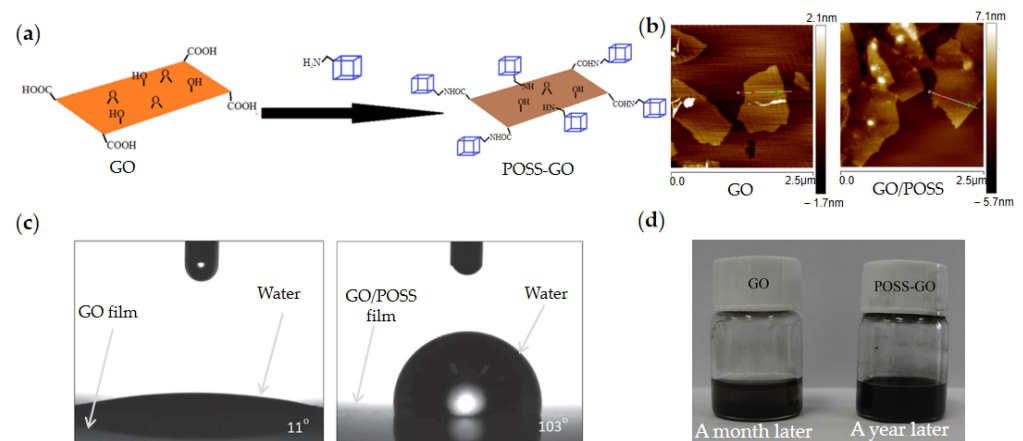 (a)
COOH
HO
OH
HOOC
HO
COOH
COOH
GO
H₂N
COHN
NH
NHOC
OH
OH
HN
COHN
NHOC
POSS-GO
(b)
2.1nm
7.1nm
0.0
2.5μm
GO
– 1.7nm
0.0
2.5μm
GO/POSS
– 5.7nm
(c)
GO film
Water
11°
GO/POSS
film
Water
103°
(d)
GO
POSS-GO
A month later
A year later